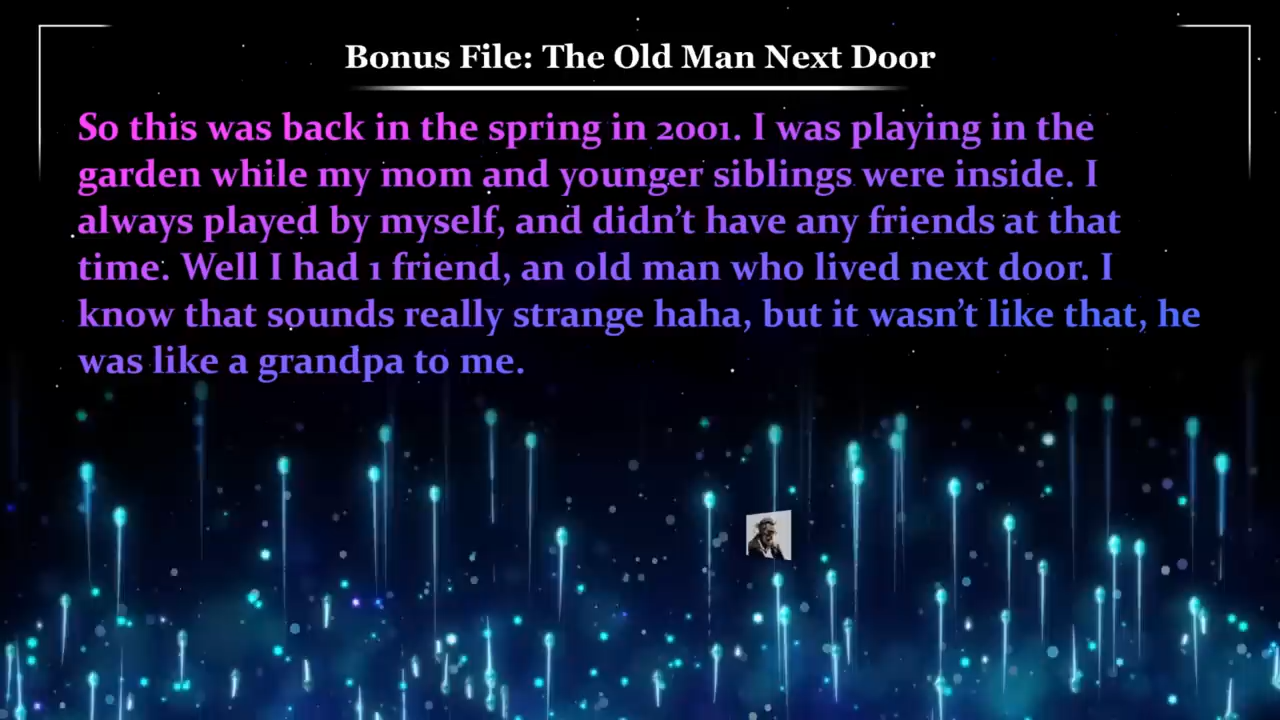 Bonus File: The Old Man Next Door
So this was back in the spring in 2001. I was playing in the
garden while my mom and younger siblings were inside. I
always played by myself, and didn’t have any friends at that
time. Well I had 1 friend, an old man who lived next door. I
know that sounds really strange haha, but it wasn’t like that, he
was like a grandpa to me.